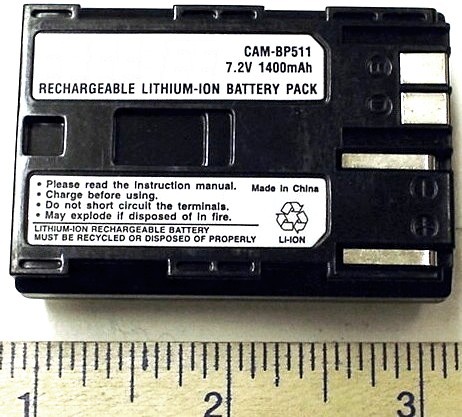 CAM-BP511
7.2V 1400mAh
RECHARGEABLE LITHIUM-ION BATTERY PACK
• Please read the Instruction manual.
• Charge before using.
• Do not short circuit the terminals.
• May explode if disposed of in fire.
Made in China
LITHIUM-ION RECHARGEABLE BATTERY
MUST BE RECYCLED OR DISPOSED OF PROPERLY
LI-ION
1 2 3